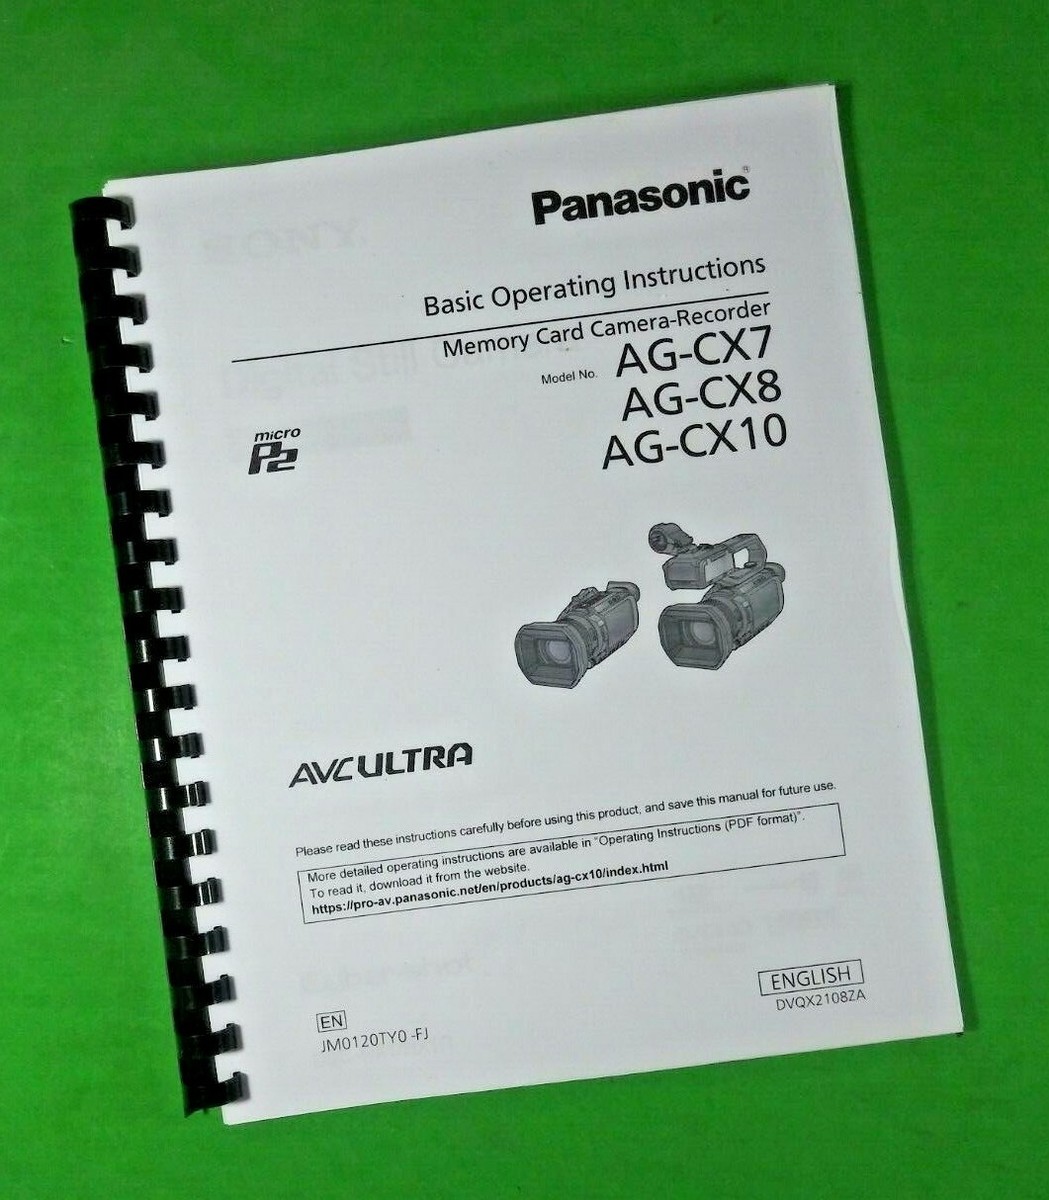 Panasonic®
Basic Operating Instructions
Memory Card Camera-Recorder
Model No. AG-CX7
AG-CX8
AG-CX10
micro
P2
AVCULTRA
Please read these instructions carefully before using this product, and save this manual for future use.
More detailed operating instructions are available in “Operating Instructions (PDF format)”.
To read it, download it from the website.
https://pro-av.panasonic.net/en/products/ag-cx10/index.html
ENGLISH
DVQX2108ZA
EN
JM0120TY0 -FJ
SONY
Digital Still